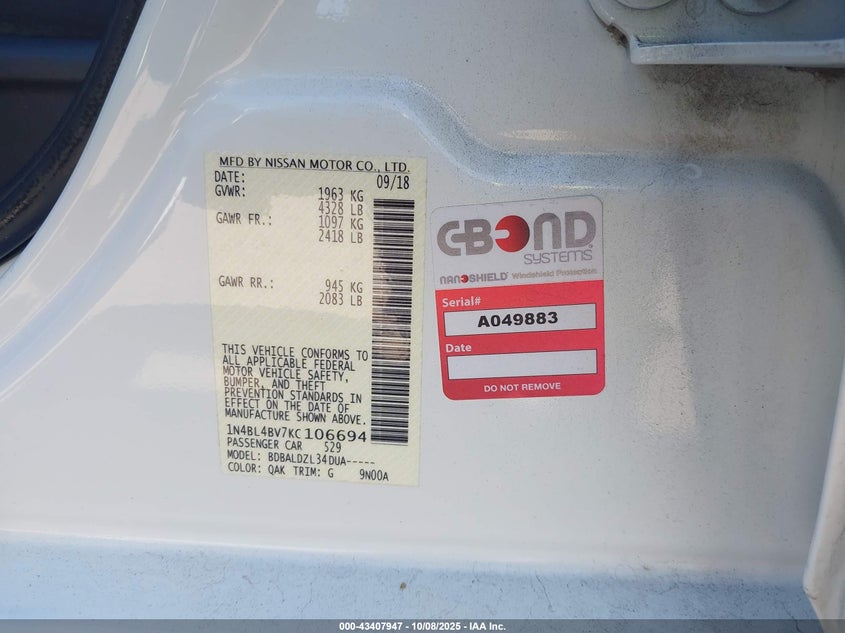 MFD BY NISSAN MOTOR CO., LTD.
DATE: 09/18
GVWR: 1963 KG
4328 LB
GAWR FR.: 1097 KG
2418 LB
GAWR RR.: 945 KG
2083 LB
THIS VEHICLE CONFORMS TO
ALL APPLICABLE FEDERAL
MOTOR VEHICLE SAFETY,
BUMPER, AND THEFT
PREVENTION STANDARDS IN
EFFECT ON THE DATE OF
MANUFACTURE SHOWN ABOVE.
1N4BL4BV7KC106694
PASSENGER CAR 529
MODEL: BDBALDZL34DUA-----
COLOR: QAK TRIM: G 9N00A
C-BOND
SYSTEMS
NANOSHIELD Windshield Protection
Serial#
A049883
Date
DO NOT REMOVE
000-43407947 - 10/08/2025 - IAA Inc.